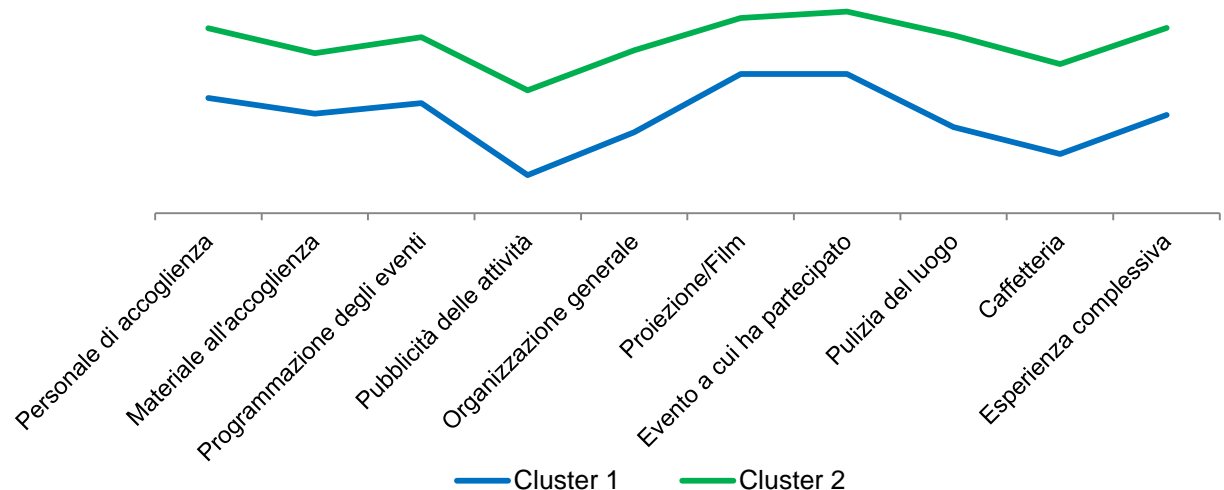 Personale di accoglienza
Materiale all'accoglienza
Programmazione degli eventi
Pubblicità delle attività
Organizzazione generale
Proiezione/Film
Evento a cui ha partecipato
Pulizia del luogo
Caffetteria
Esperienza complessiva
Cluster 1
Cluster 2